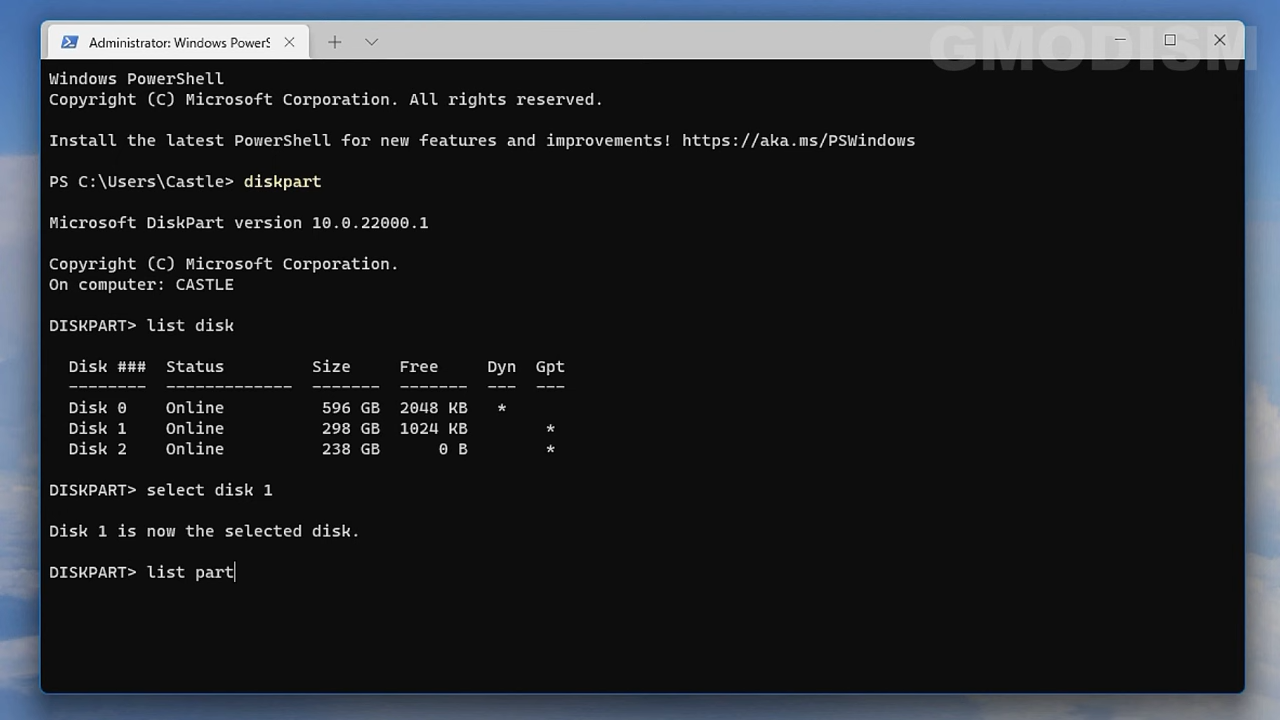 GMODISM
Administrator: Windows PowerS
Windows PowerShell
Copyright (C) Microsoft Corporation. All rights reserved.
Install the latest PowerShell for new features and improvements! https://aka.ms/PSWindows
PS C:\Users\Castle> diskpart
Microsoft DiskPart version 10.0.22000.1
Copyright (C) Microsoft Corporation.
On computer: CASTLE
DISKPART> list disk
  Disk ###  Status         Size     Free     Dyn  Gpt
  --------  -------------  -------  -------  ---  ---
  Disk 0    Online          596 GB  2048 KB   *
  Disk 1    Online          298 GB  1024 KB        *
  Disk 2    Online          238 GB      0 B        *
DISKPART> select disk 1
Disk 1 is now the selected disk.
DISKPART> list part